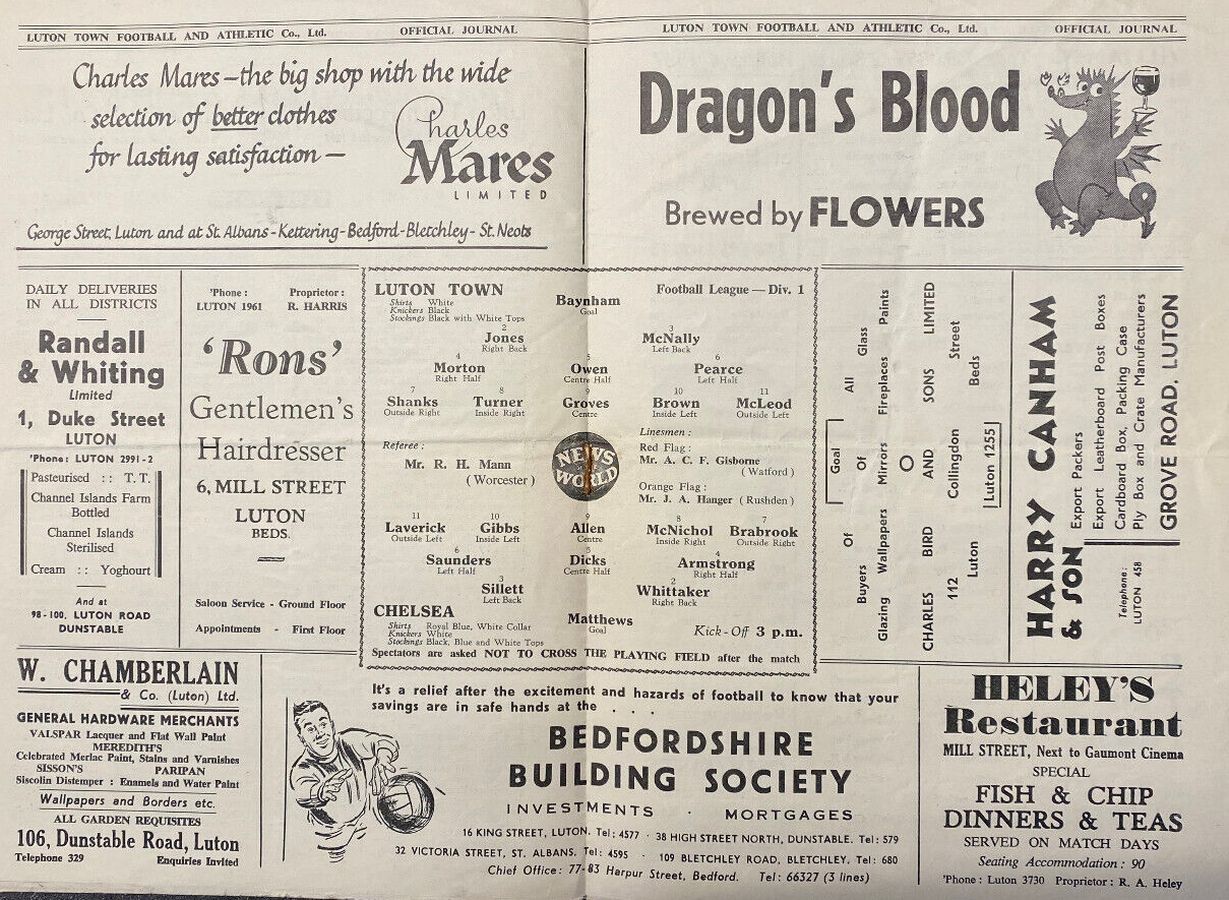 LUTON TOWN FOOTBALL AND ATHLETIC Co., Ltd. OFFICIAL JOURNAL
LUTON TOWN FOOTBALL AND ATHLETIC Co., Ltd. OFFICIAL JOURNAL
Charles Mares – the big shop with the wide
selection of better clothes
for lasting satisfaction –
Charles
Mares
LIMITED
George Street, Luton and at St. Albans - Kettering - Bedford - Bletchley - St. Neots
Dragon's Blood
Brewed by FLOWERS
DAILY DELIVERIES
IN ALL DISTRICTS
Randall
& Whiting
Limited
1, Duke Street
LUTON
'Phone: LUTON 2991-2
Pasteurised :: T.T.
Channel Islands Farm
Bottled
Channel Islands
Sterilised
Cream :: Yoghourt
And at
98-100, LUTON ROAD
DUNSTABLE
'Phone: Proprietor:
LUTON 1961 R. HARRIS
'Rons'
Gentlemen's
Hairdresser
6, MILL STREET
LUTON
BEDS.
Saloon Service - Ground Floor
Appointments - First Floor
LUTON TOWN
Football League — Div. 1
Shirts White
Knickers Black
Stockings Black with White Tops
Baynham
Goal
2 3
Jones McNally
Right Back Left Back
4 5 6
Morton Owen Pearce
Right Half Centre Half Left Half
7 8 9 10 11
Shanks Turner Groves Brown McLeod
Outside Right Inside Right Centre Inside Left Outside Left
Referee:
Mr. R. H. Mann
(Worcester)
NEWS
WORLD
Linesmen:
Red Flag:
Mr. A. C. F. Gisborne
(Watford)
Orange Flag:
Mr. J. A. Hanger (Rushden)
11 10 9 8 7
Laverick Gibbs Allen McNichol Brabrook
Outside Left Inside Left Centre Inside Right Outside Right
6 5 4
Saunders Dicks Armstrong
Left Half Centre Half Right Half
3 2
Sillett Whittaker
Left Back Right Back
CHELSEA
Matthews
Goal
Shirts Royal Blue, White Collar
Knickers White
Stockings Black, Blue and White Tops
Kick-Off 3 p.m.
Spectators are asked NOT TO CROSS THE PLAYING FIELD after the match
Goal
Buyers Of All Glass
Glazing Wallpapers Of Mirrors Fireplaces Paints
O
CHARLES BIRD AND SONS LIMITED
112 Collingdon Street
Luton Beds
Luton 1255
HARRY CANHAM
& SON
Export Packers
Export Leatherboard Post Boxes
Cardboard Box, Packing Case
Ply Box and Crate Manufacturers
GROVE ROAD, LUTON
Telephone:
LUTON 458
W. CHAMBERLAIN
& Co. (Luton) Ltd.
GENERAL HARDWARE MERCHANTS
VALSPAR Lacquer and Flat Wall Paint
MEREDITH'S
Celebrated Merlac Paint, Stains and Varnishes
SISSON'S PARIPAN
Siscolin Distemper : Enamels and Water Paint
Wallpapers and Borders etc.
ALL GARDEN REQUISITES
106, Dunstable Road, Luton
Telephone 329 Enquiries Invited
It's a relief after the excitement and hazards of football to know that your
savings are in safe hands at the . . .
BEDFORDSHIRE
BUILDING SOCIETY
INVESTMENTS · MORTGAGES
16 KING STREET, LUTON. Tel: 4577 · 38 HIGH STREET NORTH, DUNSTABLE. Tel: 579
32 VICTORIA STREET, ST. ALBANS. Tel: 4595 · 109 BLETCHLEY ROAD, BLETCHLEY. Tel: 680
Chief Office: 77-83 Harpur Street, Bedford. Tel: 66327 (3 lines)
HELEY'S
Restaurant
MILL STREET, Next to Gaumont Cinema
SPECIAL
FISH & CHIP
DINNERS & TEAS
SERVED ON MATCH DAYS
Seating Accommodation: 90
'Phone: Luton 3730 Proprietor: R. A. Heley